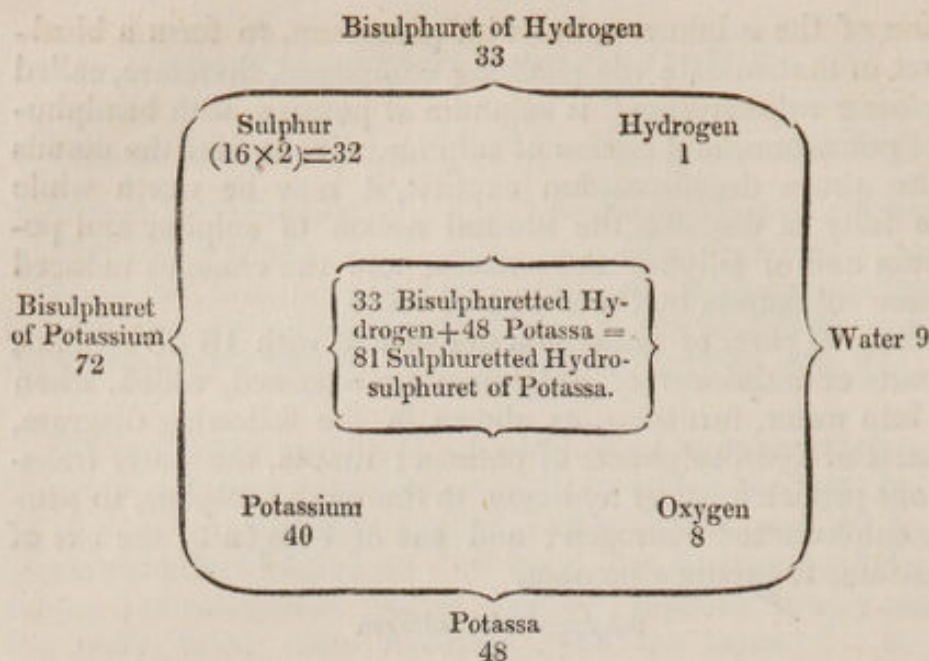 Bisulphuret of Hydrogen
33
Sulphur
(16 × 2)=32
Hydrogen
1
Bisulphuret
of Potassium
72
33 Bisulphuretted Hy-
drogen+48 Potassa =
81 Sulphuretted Hydro-
sulphuret of Potassa.
Water 9
Potassium
40
Oxygen
8
Potassa
48